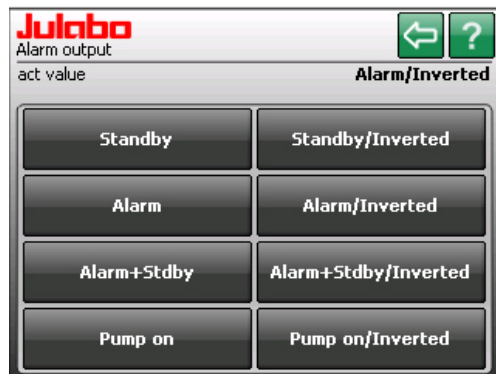 Julabo
Alarm output
?
act value Alarm/Inverted
Standby Standby/Inverted
Alarm Alarm/Inverted
Alarm+Stdby Alarm+Stdby/Inverted
Pump on Pump on/Inverted